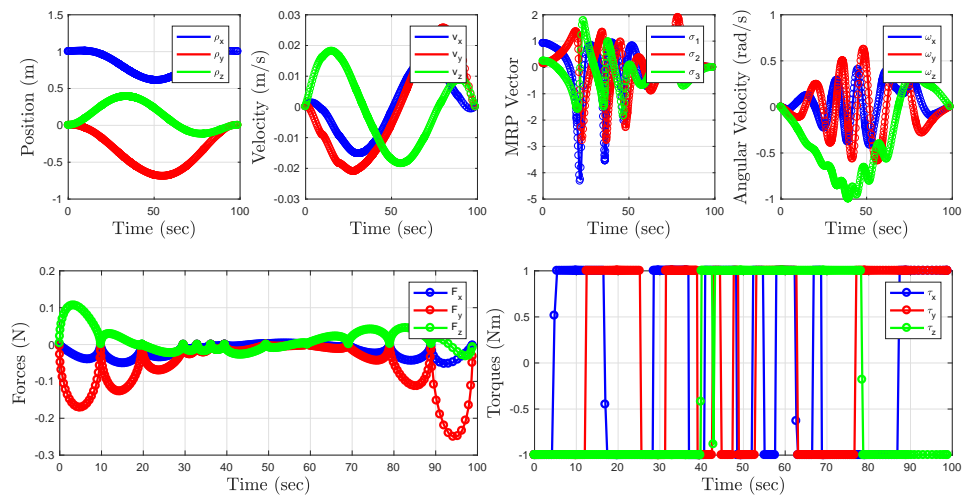 1.5
1
0.5
0
-0.5
-1
0 50 100
Position (m)
Time (sec)
ρx
ρy
ρz
0.03
0.02
0.01
0
-0.01
-0.02
-0.03
0 50 100
Velocity (m/s)
Time (sec)
vx
vy
vz
2
1
0
-1
-2
-3
-4
-5
0 50 100
MRP Vector
Time (sec)
σ1
σ2
σ3
1
0.5
0
-0.5
-1
0 50 100
Angular Velocity (rad/s)
Time (sec)
ωx
ωy
ωz
0.2
0.1
0
-0.1
-0.2
-0.3
0 10 20 30 40 50 60 70 80 90 100
Forces (N)
Time (sec)
Fx
Fy
Fz
1
0.5
0
-0.5
-1
0 10 20 30 40 50 60 70 80 90 100
Torques (Nm)
Time (sec)
τx
τy
τz